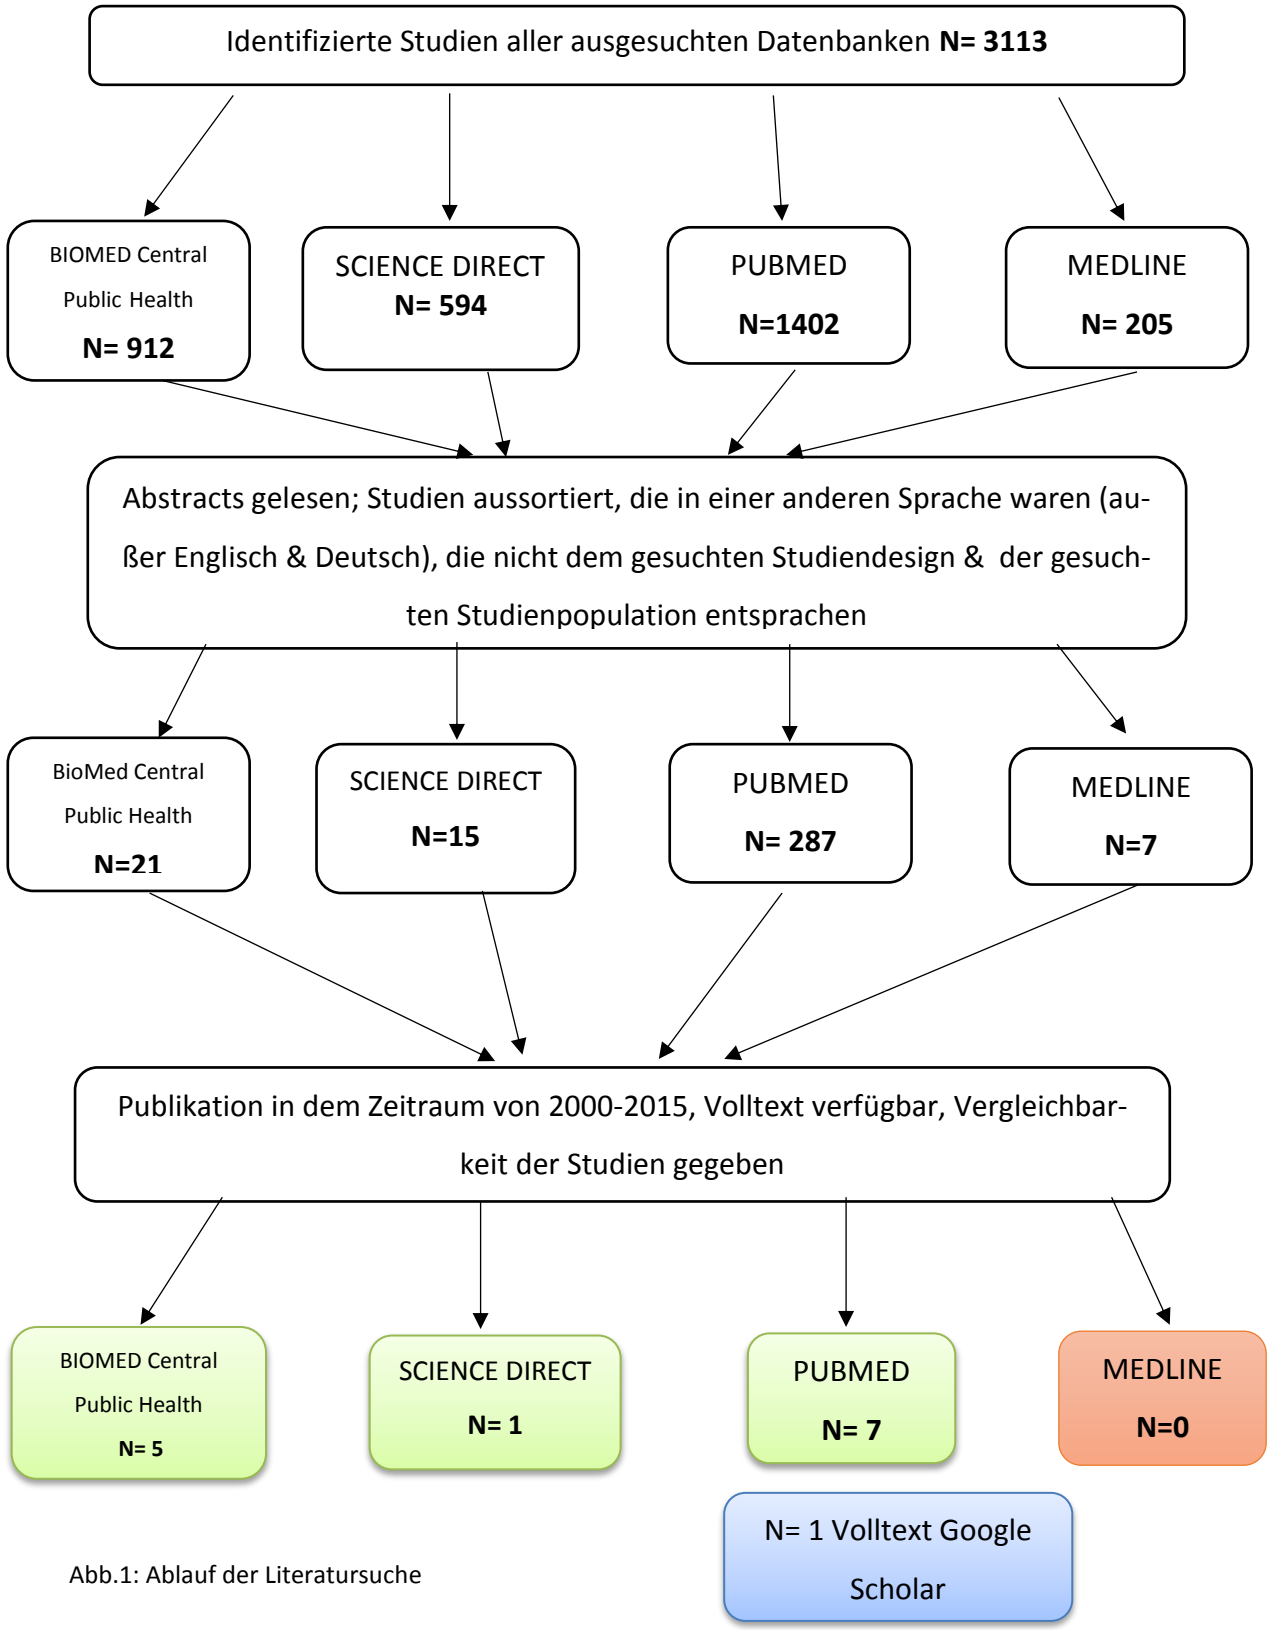 Identifizierte Studien aller ausgesuchten Datenbanken N= 3113
BIOMED Central
Public Health
N= 912
SCIENCE DIRECT
N= 594
PUBMED
N=1402
MEDLINE
N= 205
Abstracts gelesen; Studien aussortiert, die in einer anderen Sprache waren (au-
ßer Englisch & Deutsch), die nicht dem gesuchten Studiendesign & der gesuch-
ten Studienpopulation entsprachen
BioMed Central
Public Health
N=21
SCIENCE DIRECT
N=15
PUBMED
N= 287
MEDLINE
N=7
Publikation in dem Zeitraum von 2000-2015, Volltext verfügbar, Vergleichbar-
keit der Studien gegeben
BIOMED Central
Public Health
N= 5
SCIENCE DIRECT
N= 1
PUBMED
N= 7
MEDLINE
N=0
N= 1 Volltext Google
Scholar
Abb.1: Ablauf der Literatursuche